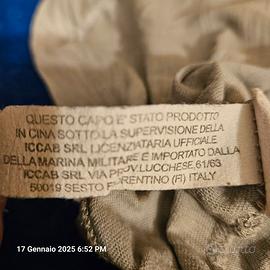 QUESTO CAPO E' STATO PRODOTTO
IN CINA SOTTO LA SUPERVISIONE DELLA
ICCAB SRL LICENZIATARIA UFFICIALE
DELLA MARINA MILITARE E IMPORTATO DALLA
ICCAB SRL VIA PROV.LUCCHESE,61/63
50019 SESTO FIORENTINO (FI) ITALY
17 Gennaio 2025 6:52 PM
subito